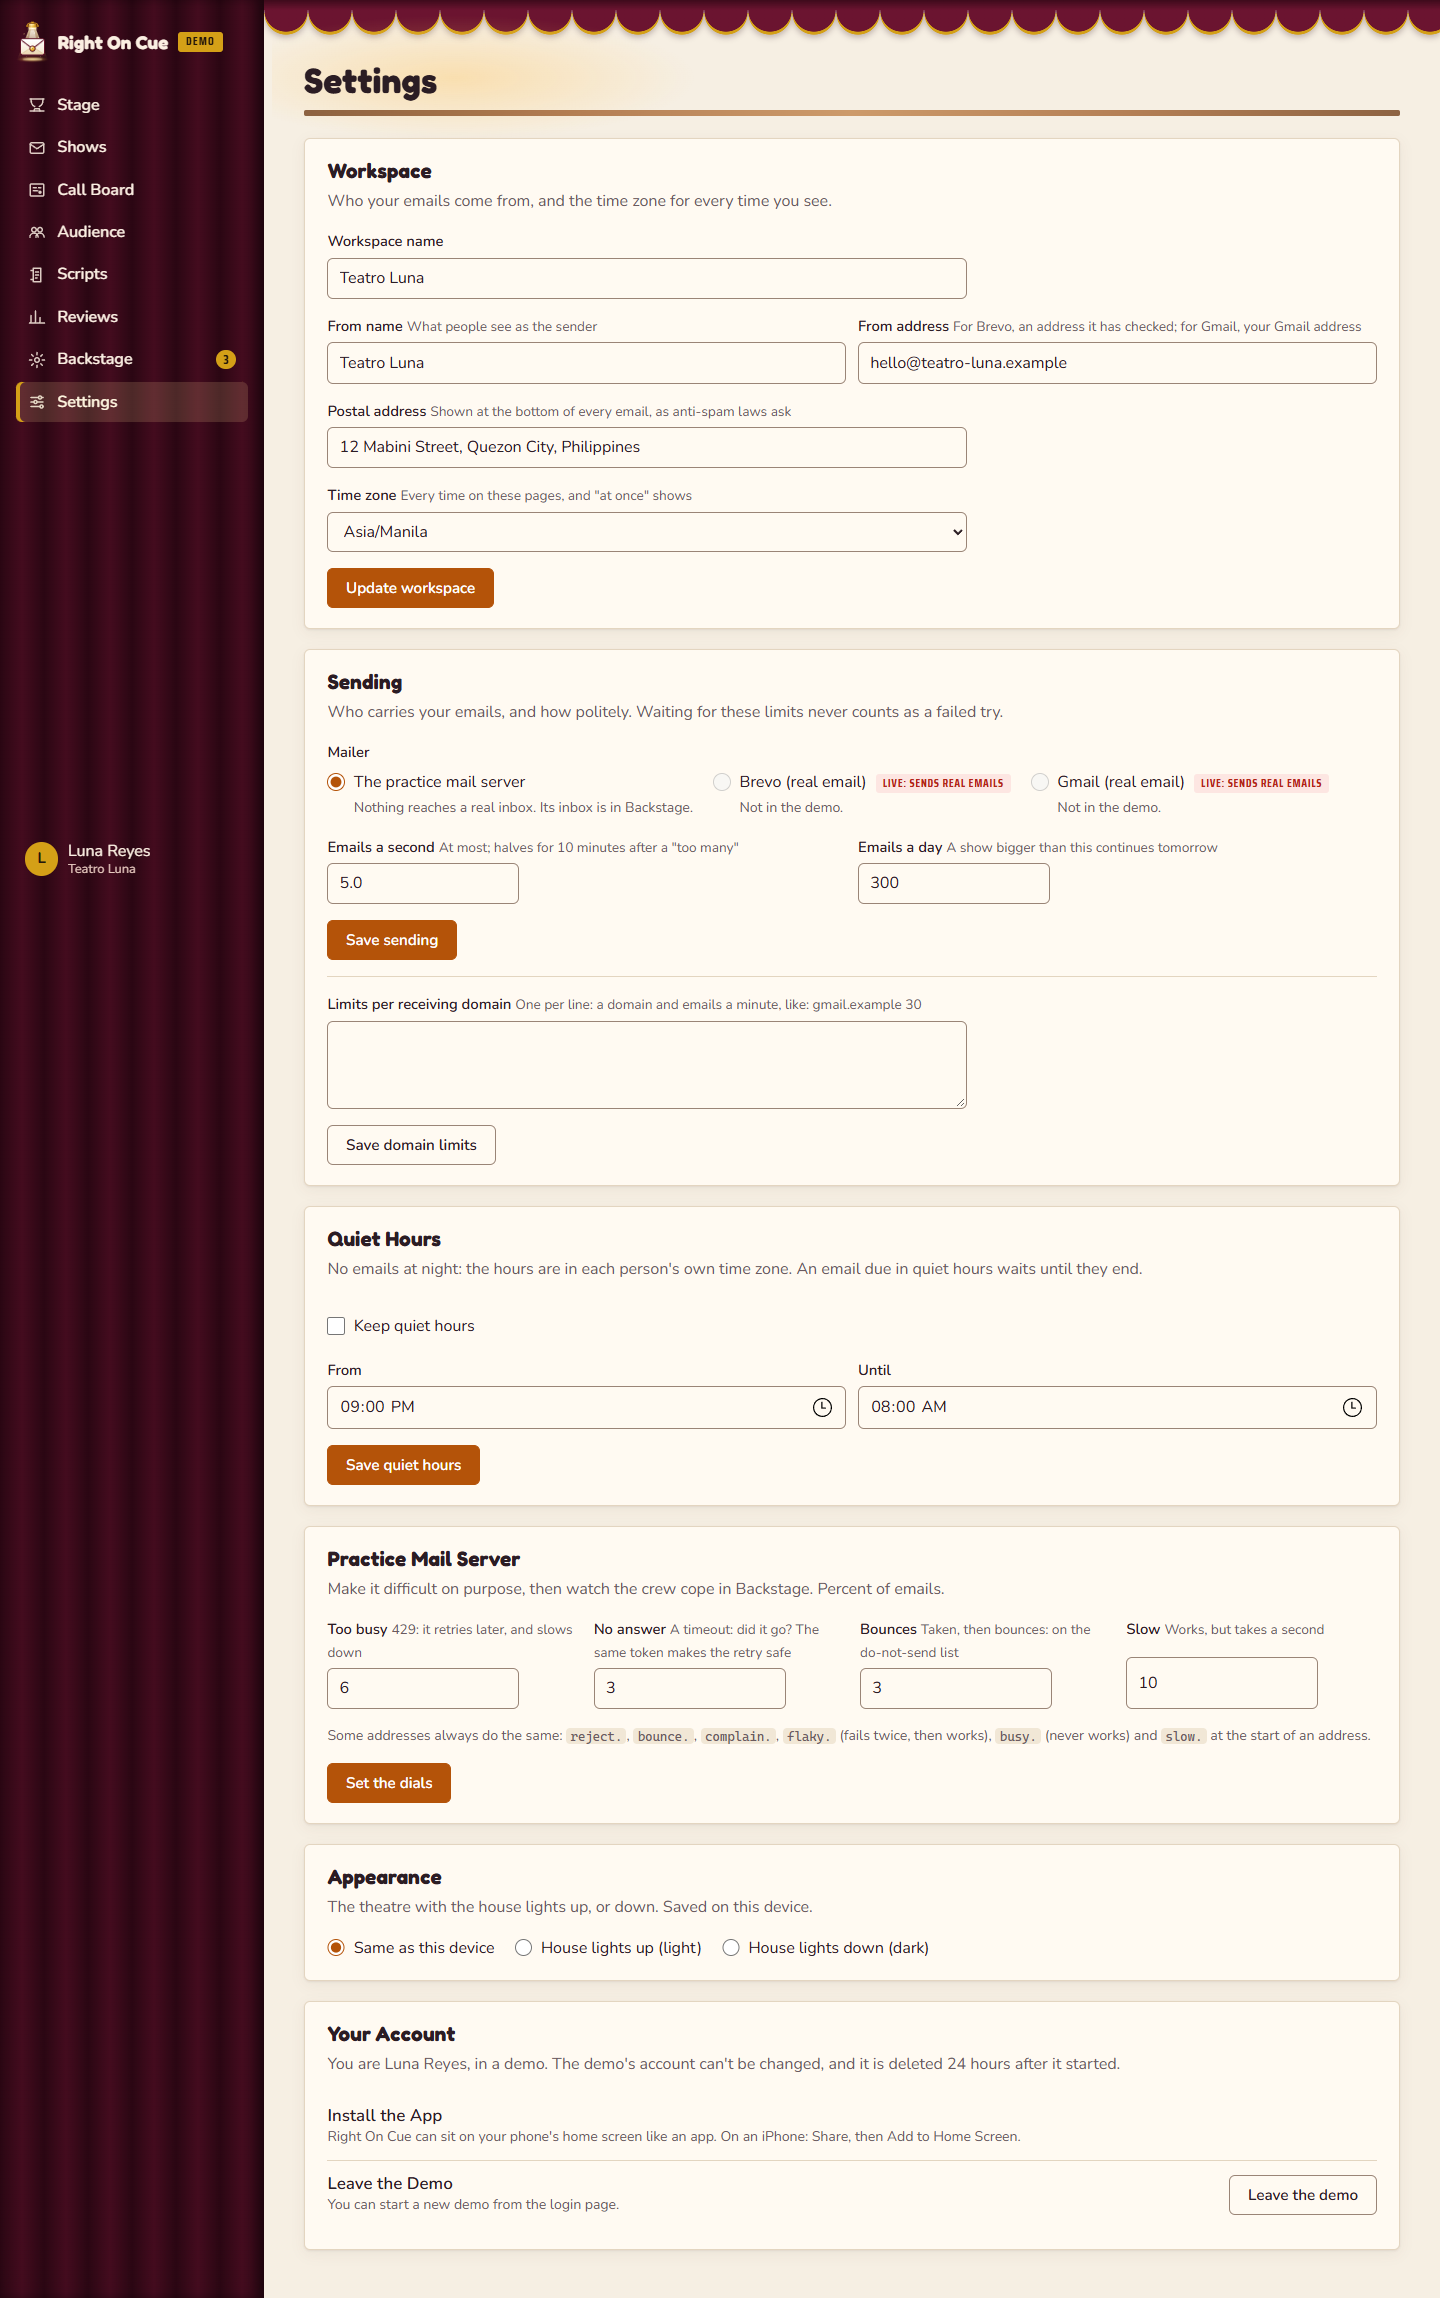 Right On Cue DEMO
Stage
Shows
Call Board
Audience
Scripts
Reviews
Backstage 3
Settings
L
Luna Reyes
Teatro Luna
Settings
Workspace
Who your emails come from, and the time zone for every time you see.
Workspace name
Teatro Luna
From name What people see as the sender
Teatro Luna
From address For Brevo, an address it has checked; for Gmail, your Gmail address
hello@teatro-luna.example
Postal address Shown at the bottom of every email, as anti-spam laws ask
12 Mabini Street, Quezon City, Philippines
Time zone Every time on these pages, and "at once" shows
Asia/Manila
Update workspace
Sending
Who carries your emails, and how politely. Waiting for these limits never counts as a failed try.
Mailer
The practice mail server
Nothing reaches a real inbox. Its inbox is in Backstage.
Brevo (real email) LIVE: SENDS REAL EMAILS
Not in the demo.
Gmail (real email) LIVE: SENDS REAL EMAILS
Not in the demo.
Emails a second At most; halves for 10 minutes after a "too many"
5.0
Emails a day A show bigger than this continues tomorrow
300
Save sending
Limits per receiving domain One per line: a domain and emails a minute, like: gmail.example 30
Save domain limits
Quiet Hours
No emails at night: the hours are in each person's own time zone. An email due in quiet hours waits until they end.
Keep quiet hours
From
09:00 PM
Until
08:00 AM
Save quiet hours
Practice Mail Server
Make it difficult on purpose, then watch the crew cope in Backstage. Percent of emails.
Too busy 429: it retries later, and slows
down
6
No answer A timeout: did it go? The
same token makes the retry safe
3
Bounces Taken, then bounces: on the
do-not-send list
3
Slow Works, but takes a second
10
Some addresses always do the same: reject. , bounce. , complain. , flaky. (fails twice, then works), busy. (never works) and slow. at the start of an address.
Set the dials
Appearance
The theatre with the house lights up, or down. Saved on this device.
Same as this device
House lights up (light)
House lights down (dark)
Your Account
You are Luna Reyes, in a demo. The demo's account can't be changed, and it is deleted 24 hours after it started.
Install the App
Right On Cue can sit on your phone's home screen like an app. On an iPhone: Share, then Add to Home Screen.
Leave the Demo
You can start a new demo from the login page.
Leave the demo